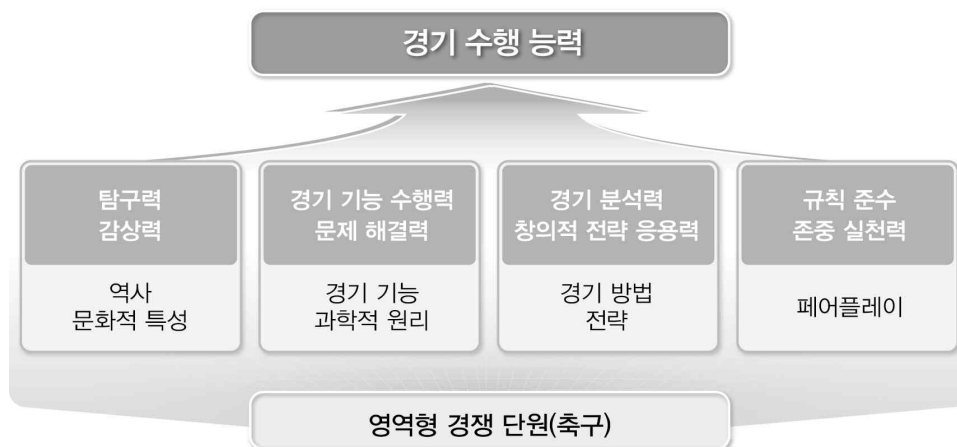 경기 수행 능력
탐구력
감상력
역사
문화적 특성
경기 기능 수행력
문제 해결력
경기 기능
과학적 원리
경기 분석력
창의적 전략 응용력
경기 방법
전략
규칙 준수
존중 실천력
페어플레이
영역형 경쟁 단원(축구)